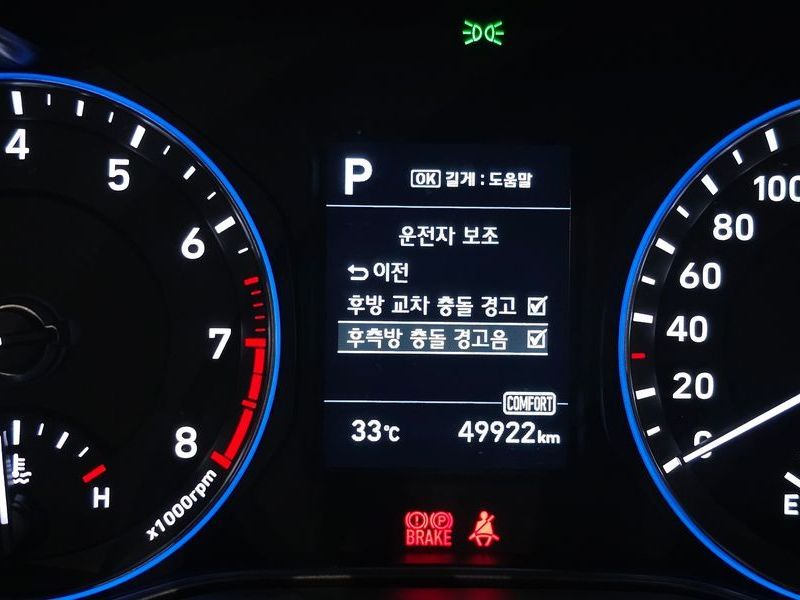 P
OK 길게 : 도움말
운전자 보조
이전
후방 교차 충돌 경고
후측방 충돌 경고음
COMFORT
33℃ 49922km
4
5
6
7
8
x1000rpm
H
100
80
60
40
20
0
E
(!) (P)
BRAKE